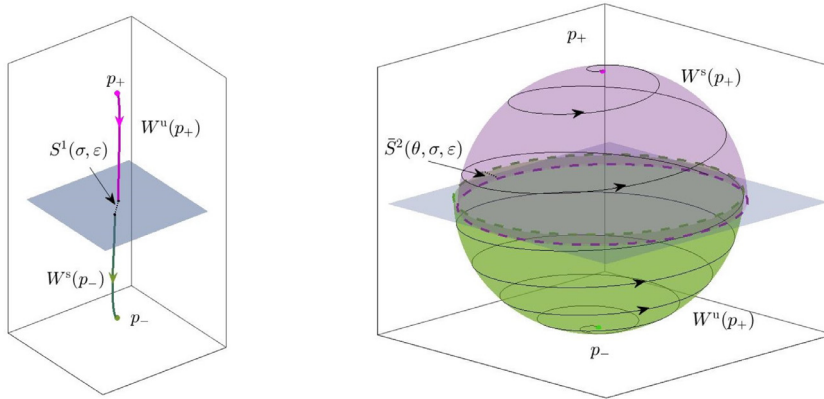 p₊
Wᵘ(p₊)
S¹(σ, ε)
Wˢ(p₋)
p₋
p₊
Wˢ(p₊)
S̄²(θ, σ, ε)
Wᵘ(p₊)
p₋